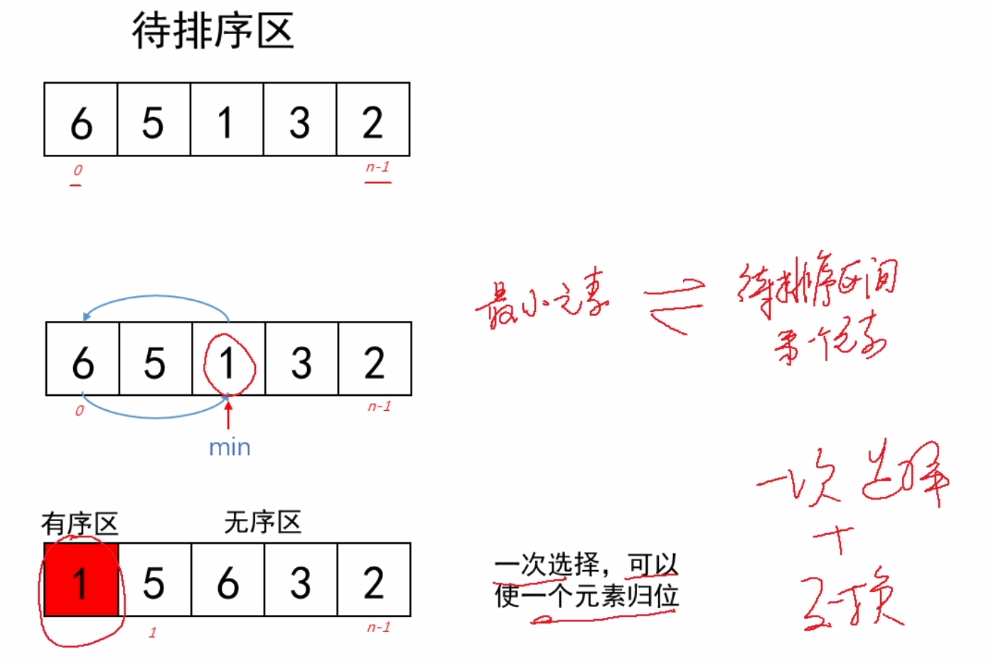 待排序区
6 5 1 3 2
0 n-1
最小元素 ⇌ 待排序区间
第一个元素
6 5 1 3 2
0 n-1
min
一次选择
+
互换
有序区 无序区
1 5 6 3 2
1 n-1
一次选择，可以
使一个元素归位